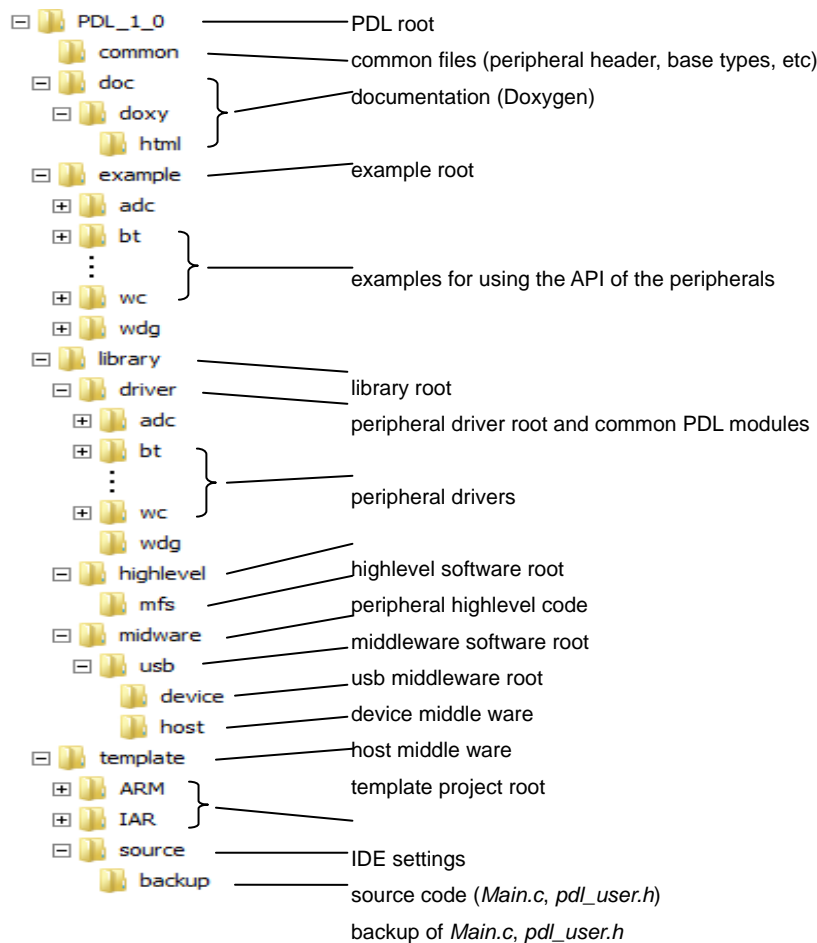 PDL_1_0 PDL root
common common files (peripheral header, base types, etc)
doc documentation (Doxygen)
doxy
html
example example root
adc
bt
examples for using the API of the peripherals
wc
wdg
library
library root
driver
adc peripheral driver root and common PDL modules
bt
peripheral drivers
wc
wdg
highlevel highlevel software root
mfs peripheral highlevel code
midware middleware software root
usb usb middleware root
device device middle ware
host host middle ware
template template project root
ARM
IAR
source IDE settings
backup source code (Main.c, pdl_user.h)
backup of Main.c, pdl_user.h